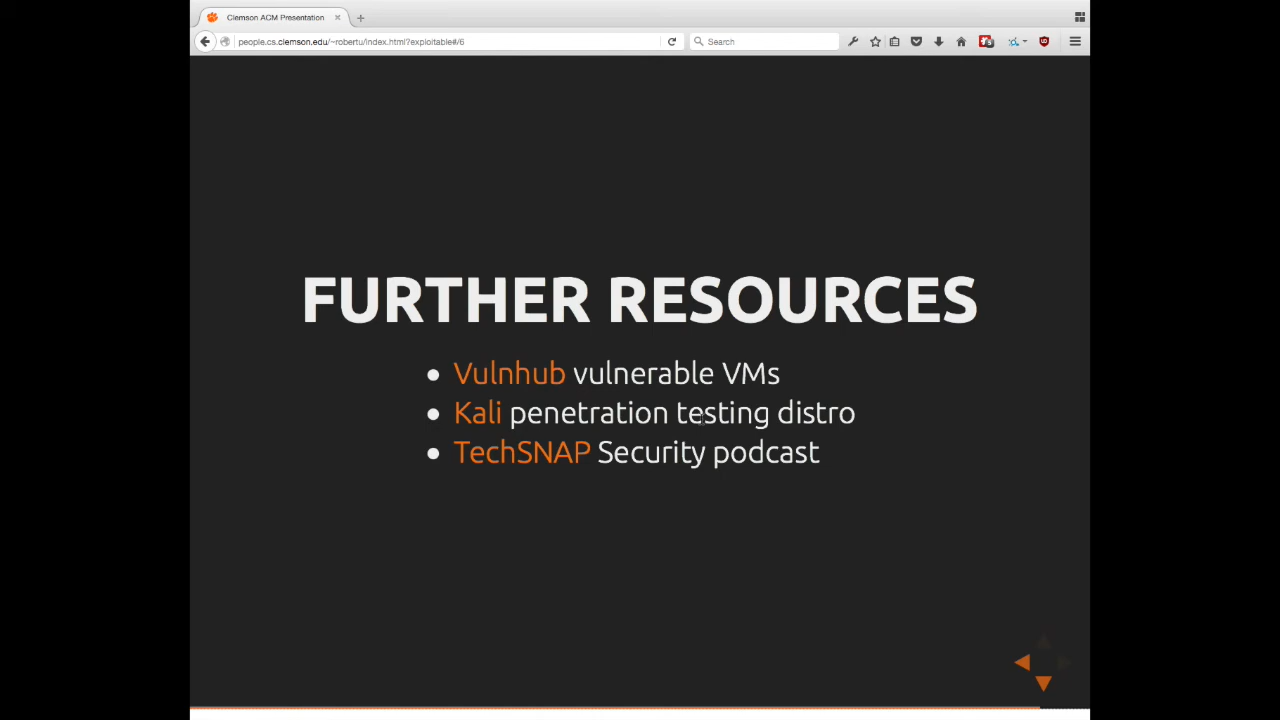 Clemson ACM Presentation
people.cs.clemson.edu/~robertu/index.html?exploitable#/6
Search
FURTHER RESOURCES
Vulnhub vulnerable VMs
Kali penetration testing distro
TechSNAP Security podcast